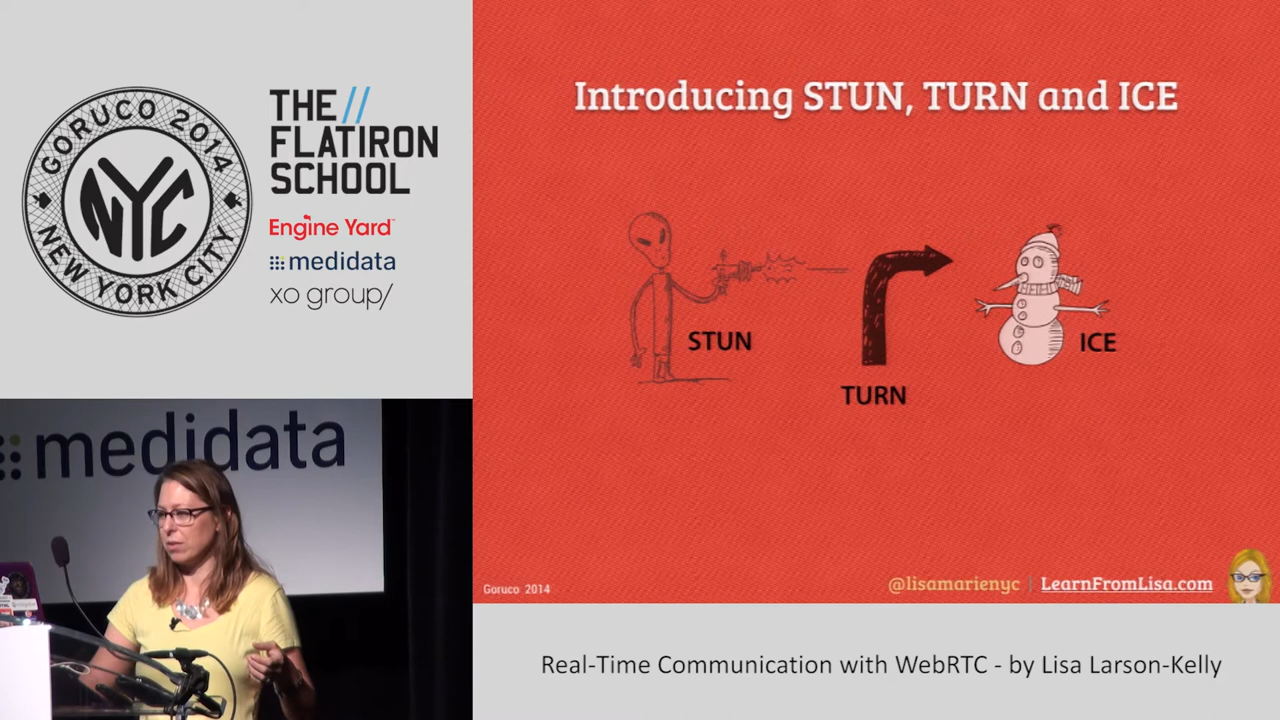 GORUCO 2014
NYC
NEW YORK CITY
THE//
FLATIRON
SCHOOL
Engine Yard
medidata
xo group/
medidata
Introducing STUN, TURN and ICE
STUN
TURN
ICE
Goruco 2014
@lisamarienyc | LearnFromLisa.com
Real-Time Communication with WebRTC - by Lisa Larson-Kelly